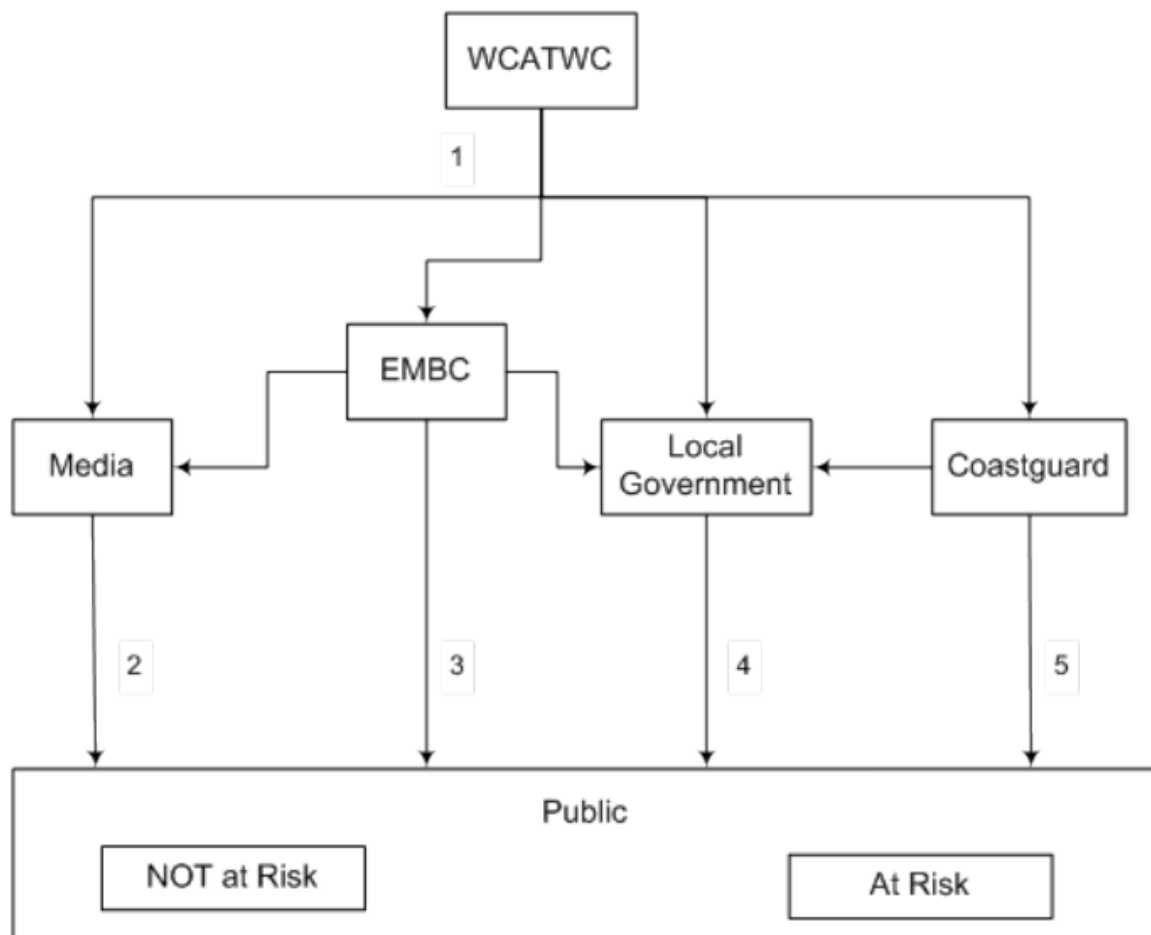 WCATWC
1
EMBC
Media
Local
Government
Coastguard
2
3
4
5
Public
NOT at Risk
At Risk